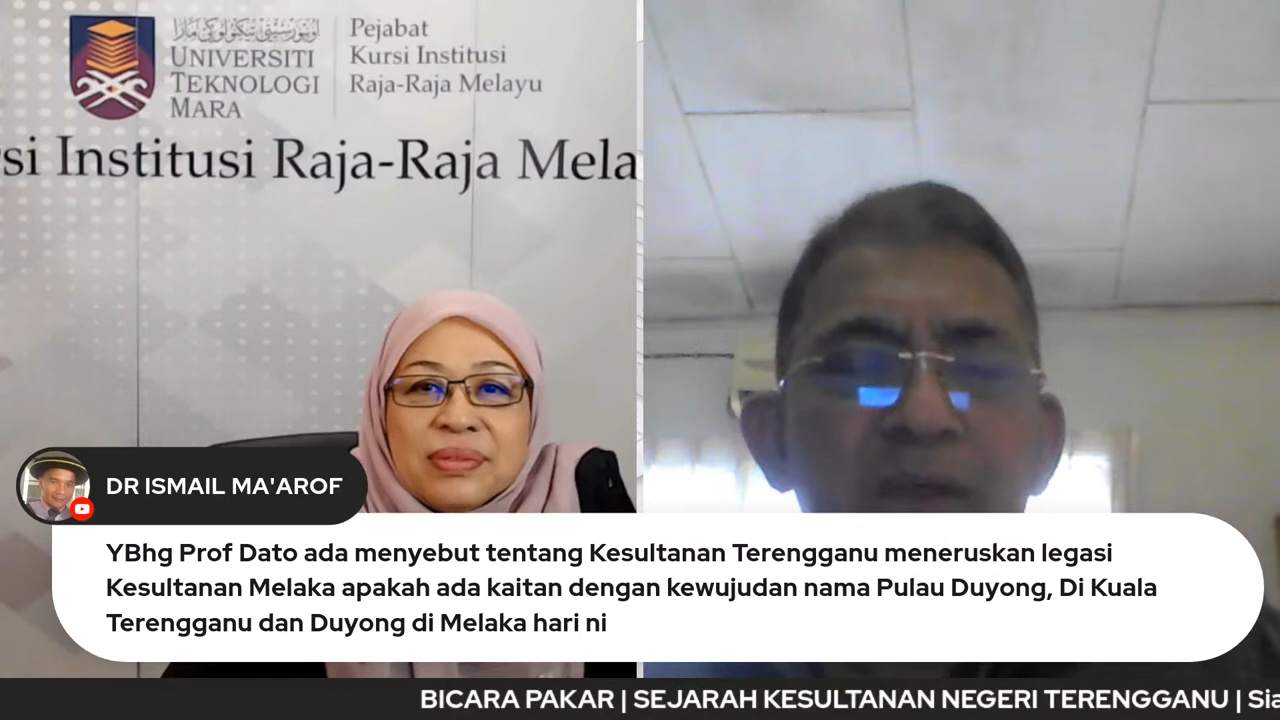 UNIVERSITI
TEKNOLOGI
MARA
Pejabat
Kursi Institusi
Raja-Raja Melayu
si Institusi Raja-Raja Mela
DR ISMAIL MA'AROF
YBhg Prof Dato ada menyebut tentang Kesultanan Terengganu meneruskan legasi
Kesultanan Melaka apakah ada kaitan dengan kewujudan nama Pulau Duyong, Di Kuala
Terengganu dan Duyong di Melaka hari ni
BICARA PAKAR | SEJARAH KESULTANAN NEGERI TERENGGANU | Sia